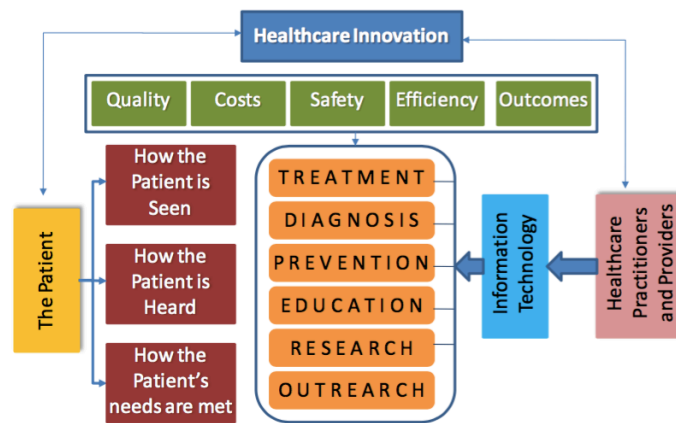 Healthcare Innovation
Quality
Costs
Safety
Efficiency
Outcomes
How the
Patient is
Seen
How the
Patient is
Heard
How the
Patient's
needs are met
The Patient
TREATMENT
DIAGNOSIS
PREVENTION
EDUCATION
RESEARCH
OUTREARCH
Information
Technology
Healthcare
Practitioners
and Providers